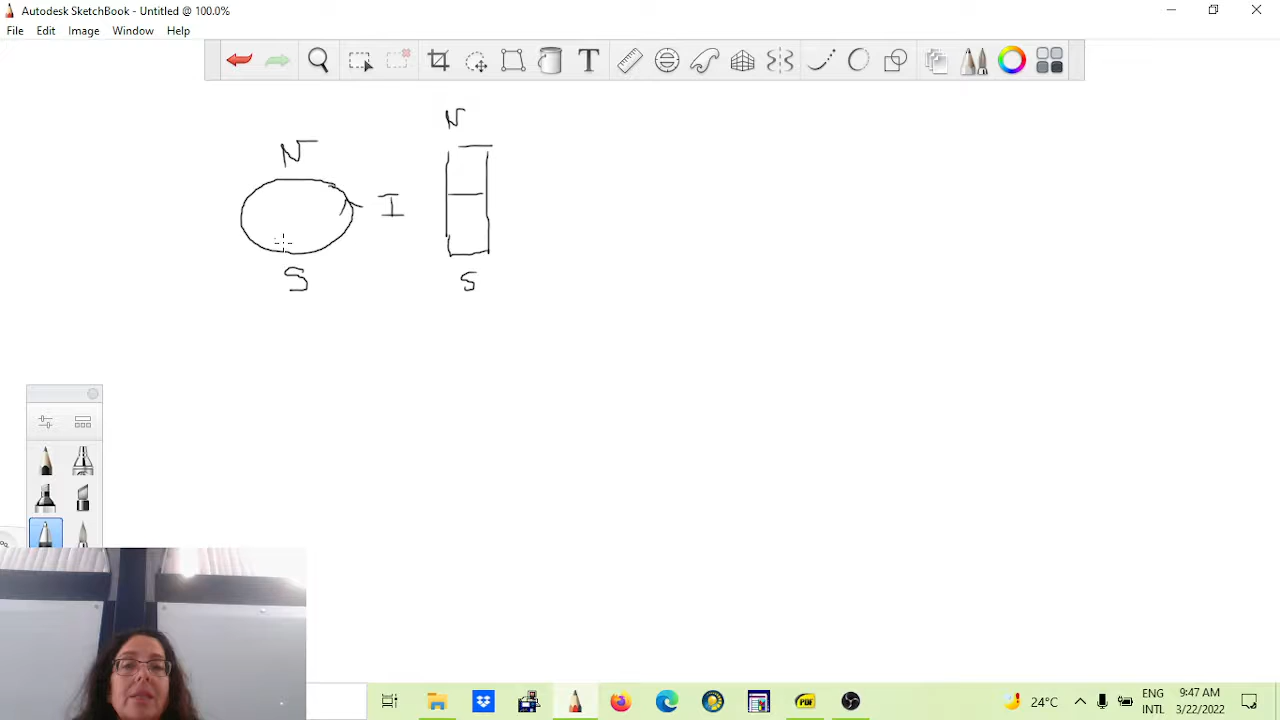 Autodesk SketchBook - Untitled @ 100.0%
File Edit Image Window Help
T
N
N
I
S
S
PDF
24°C
ENG
INTL
9:47 AM
3/22/2022